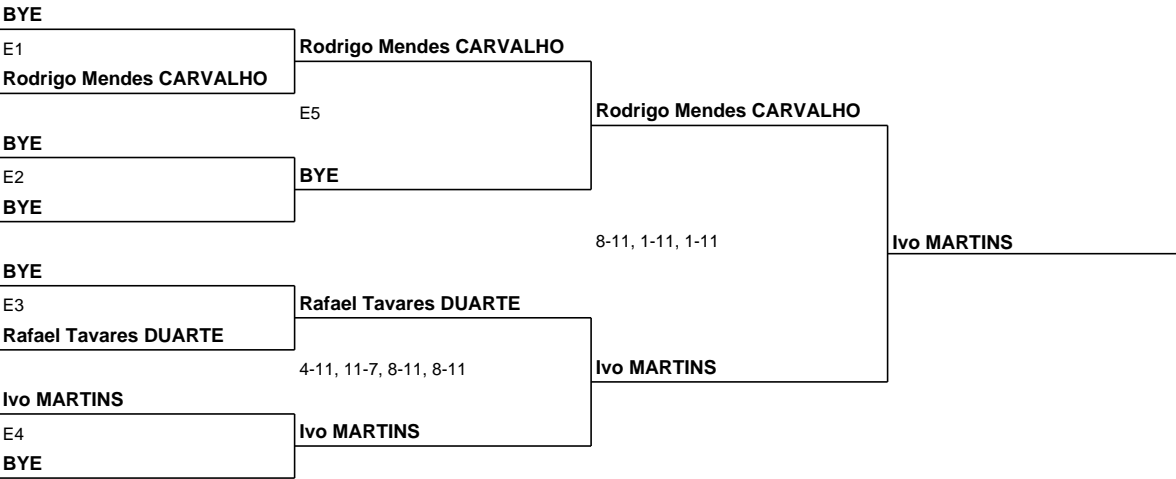 BYE
E1
Rodrigo Mendes CARVALHO
Rodrigo Mendes CARVALHO
E5
Rodrigo Mendes CARVALHO
BYE
E2
BYE
BYE
8-11, 1-11, 1-11
Ivo MARTINS
BYE
E3
Rafael Tavares DUARTE
Rafael Tavares DUARTE
4-11, 11-7, 8-11, 8-11
Ivo MARTINS
Ivo MARTINS
E4
Ivo MARTINS
BYE